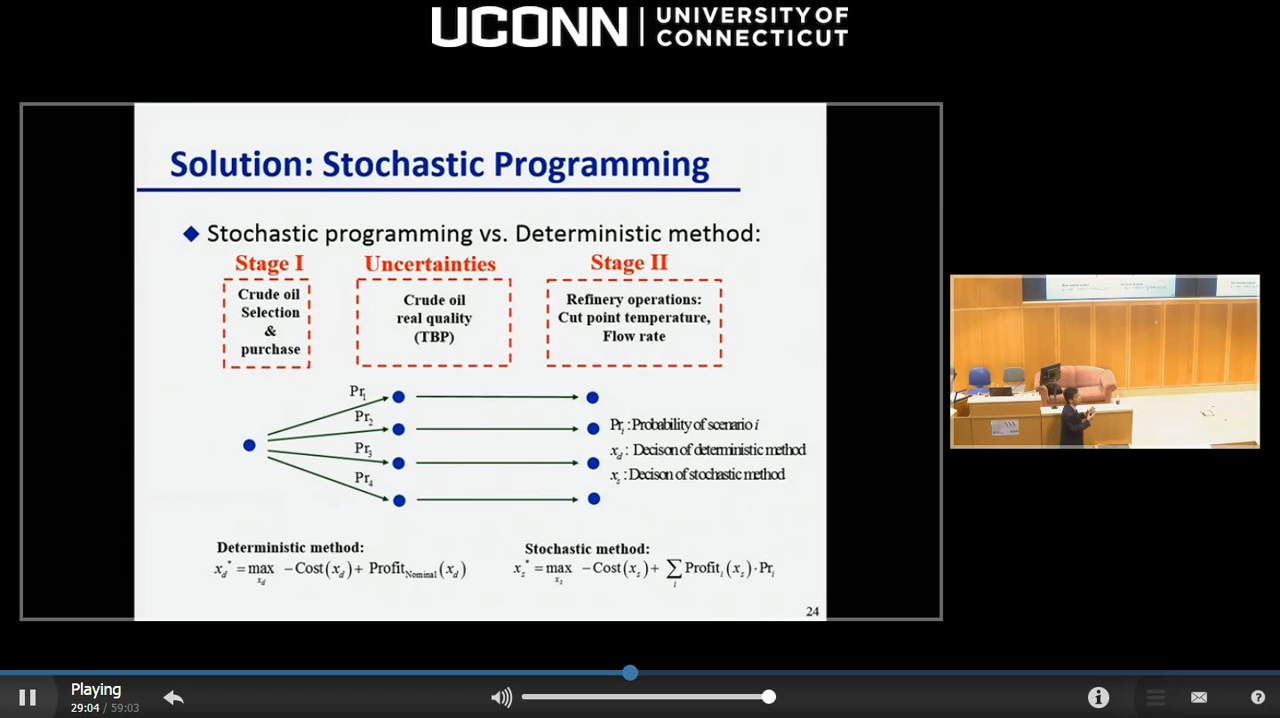 UCONN | UNIVERSITY OF CONNECTICUT
Solution: Stochastic Programming
Stochastic programming vs. Deterministic method:
Stage I
Uncertainties
Stage II
Crude oil
Selection
&
purchase
Crude oil
real quality
(TBP)
Refinery operations:
Cut point temperature,
Flow rate
Pr₁
Pr₂
Pr₃
Pr₄
Prᵢ : Probability of scenario i
x_d : Decison of deterministic method
x_s : Decison of stochastic method
Deterministic method:
x_d* = max_{x_d} −Cost(x_d) + Profit_Nominal(x_d)
Stochastic method:
x_s* = max_{x_s} −Cost(x_s) + ∑_i Profit_i(x_s)·Pr_i
24
Playing
29:04 / 59:03